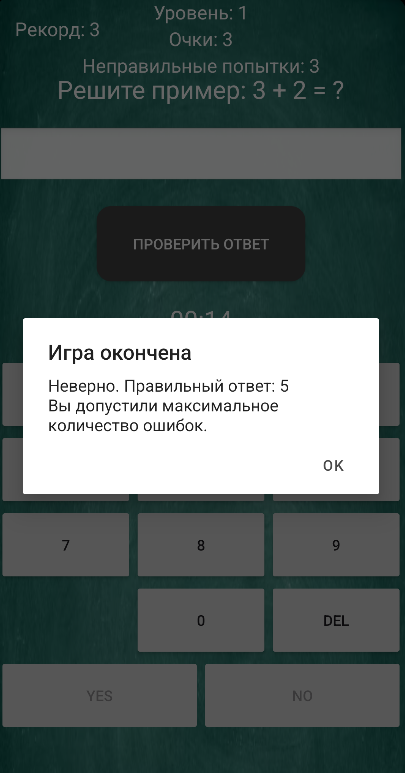 Уровень: 1
Рекорд: 3
Очки: 3
Неправильные попытки: 3
Решите пример: 3 + 2 = ?
ПРОВЕРИТЬ ОТВЕТ
Игра окончена
Неверно. Правильный ответ: 5
Вы допустили максимальное
количество ошибок.
OK
7 8 9
0 DEL
YES NO